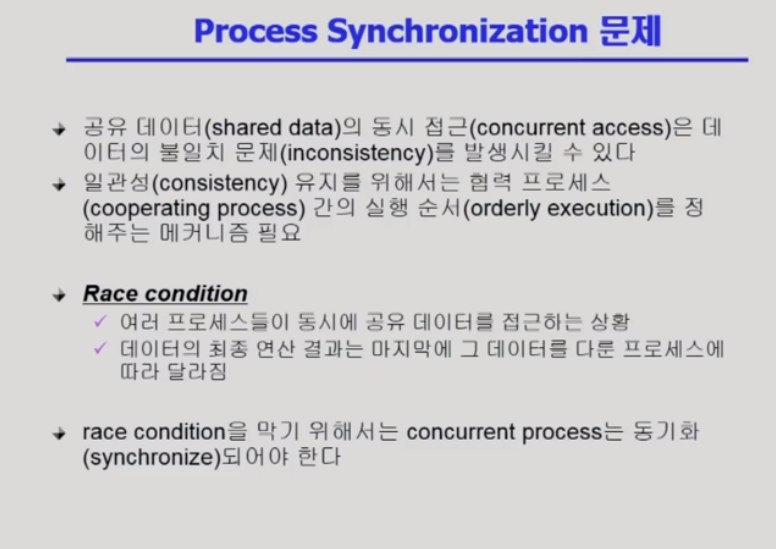 Process Synchronization 문제
공유 데이터(shared data)의 동시 접근(concurrent access)은 데
이터의 불일치 문제(inconsistency)를 발생시킬 수 있다
일관성(consistency) 유지를 위해서는 협력 프로세스
(cooperating process) 간의 실행 순서(orderly execution)를 정
해주는 메커니즘 필요
Race condition
여러 프로세스들이 동시에 공유 데이터를 접근하는 상황
데이터의 최종 연산 결과는 마지막에 그 데이터를 다룬 프로세스에
따라 달라짐
race condition을 막기 위해서는 concurrent process는 동기화
(synchronize)되어야 한다